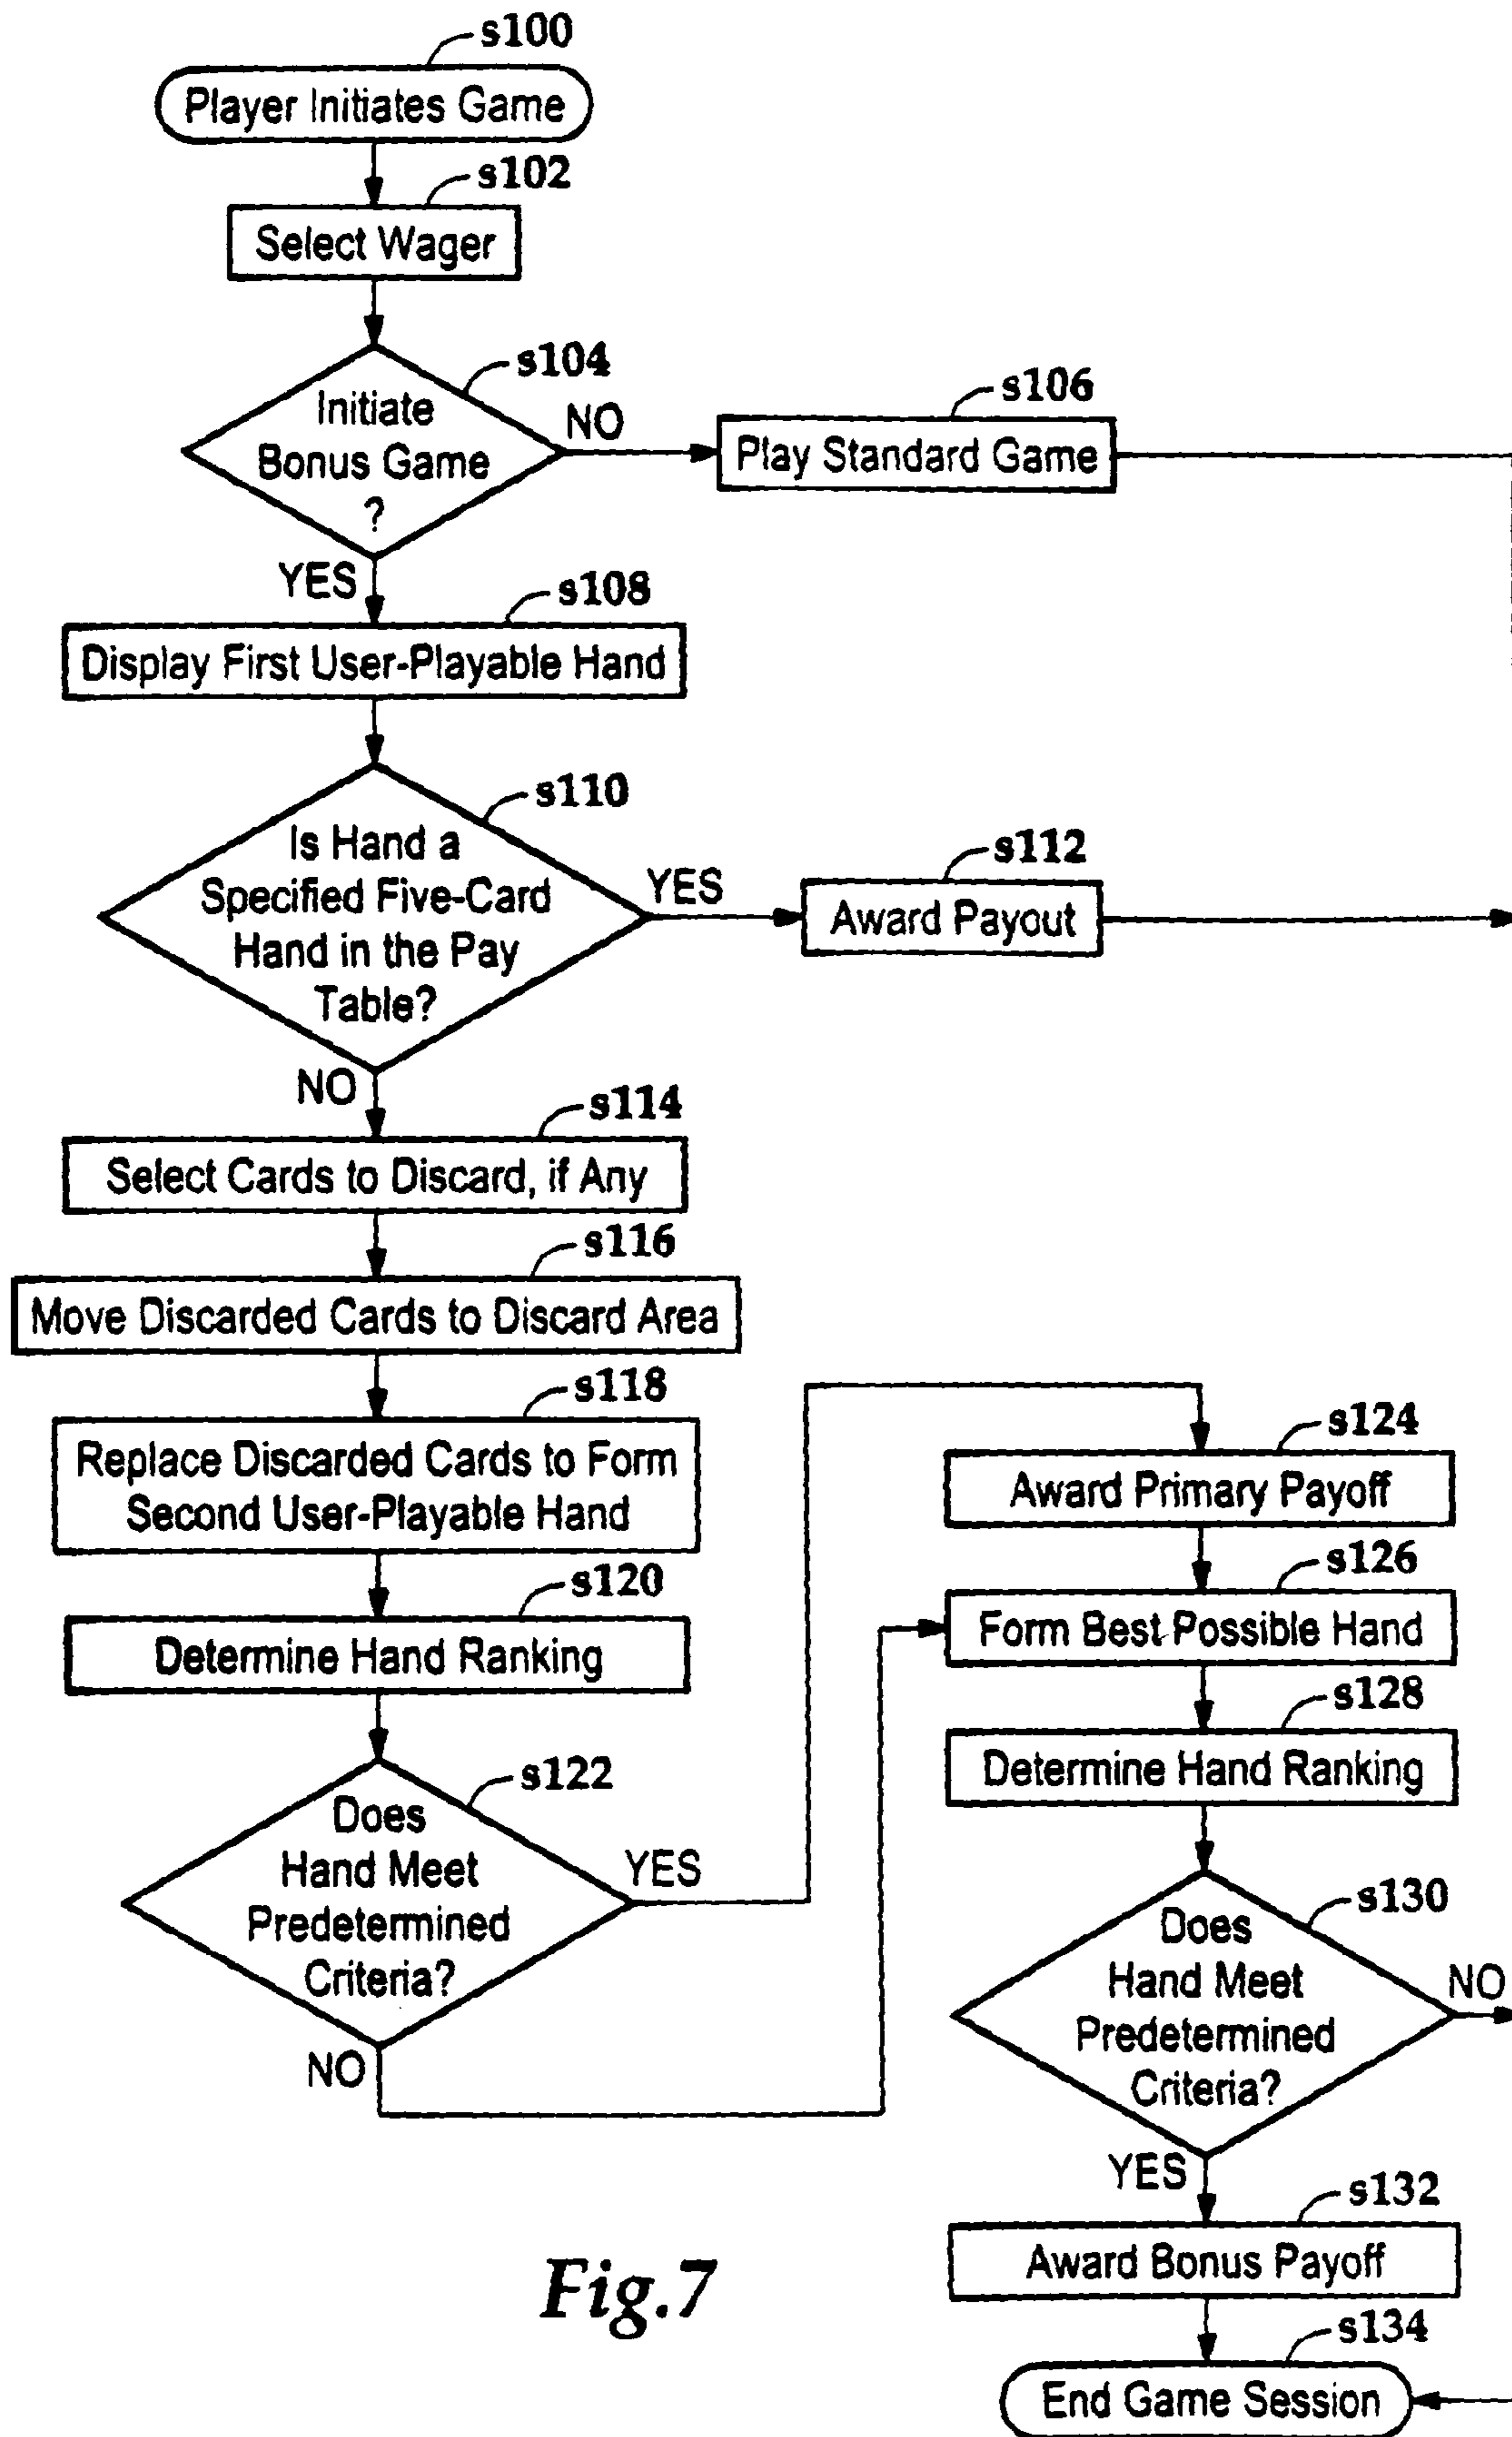 s100
Player Initiates Game
s102
Select Wager
s104
Initiate
Bonus Game
?
NO
YES
s106
Play Standard Game
s108
Display First User-Playable Hand
s110
Is Hand a
Specified Five-Card
Hand in the Pay
Table?
YES
NO
s112
Award Payout
s114
Select Cards to Discard, if Any
s116
Move Discarded Cards to Discard Area
s118
Replace Discarded Cards to Form
Second User-Playable Hand
s120
Determine Hand Ranking
s122
Does
Hand Meet
Predetermined
Criteria?
YES
NO
s124
Award Primary Payoff
s126
Form Best Possible Hand
s128
Determine Hand Ranking
s130
Does
Hand Meet
Predetermined
Criteria?
NO
YES
s132
Award Bonus Payoff
s134
End Game Session
Fig.7